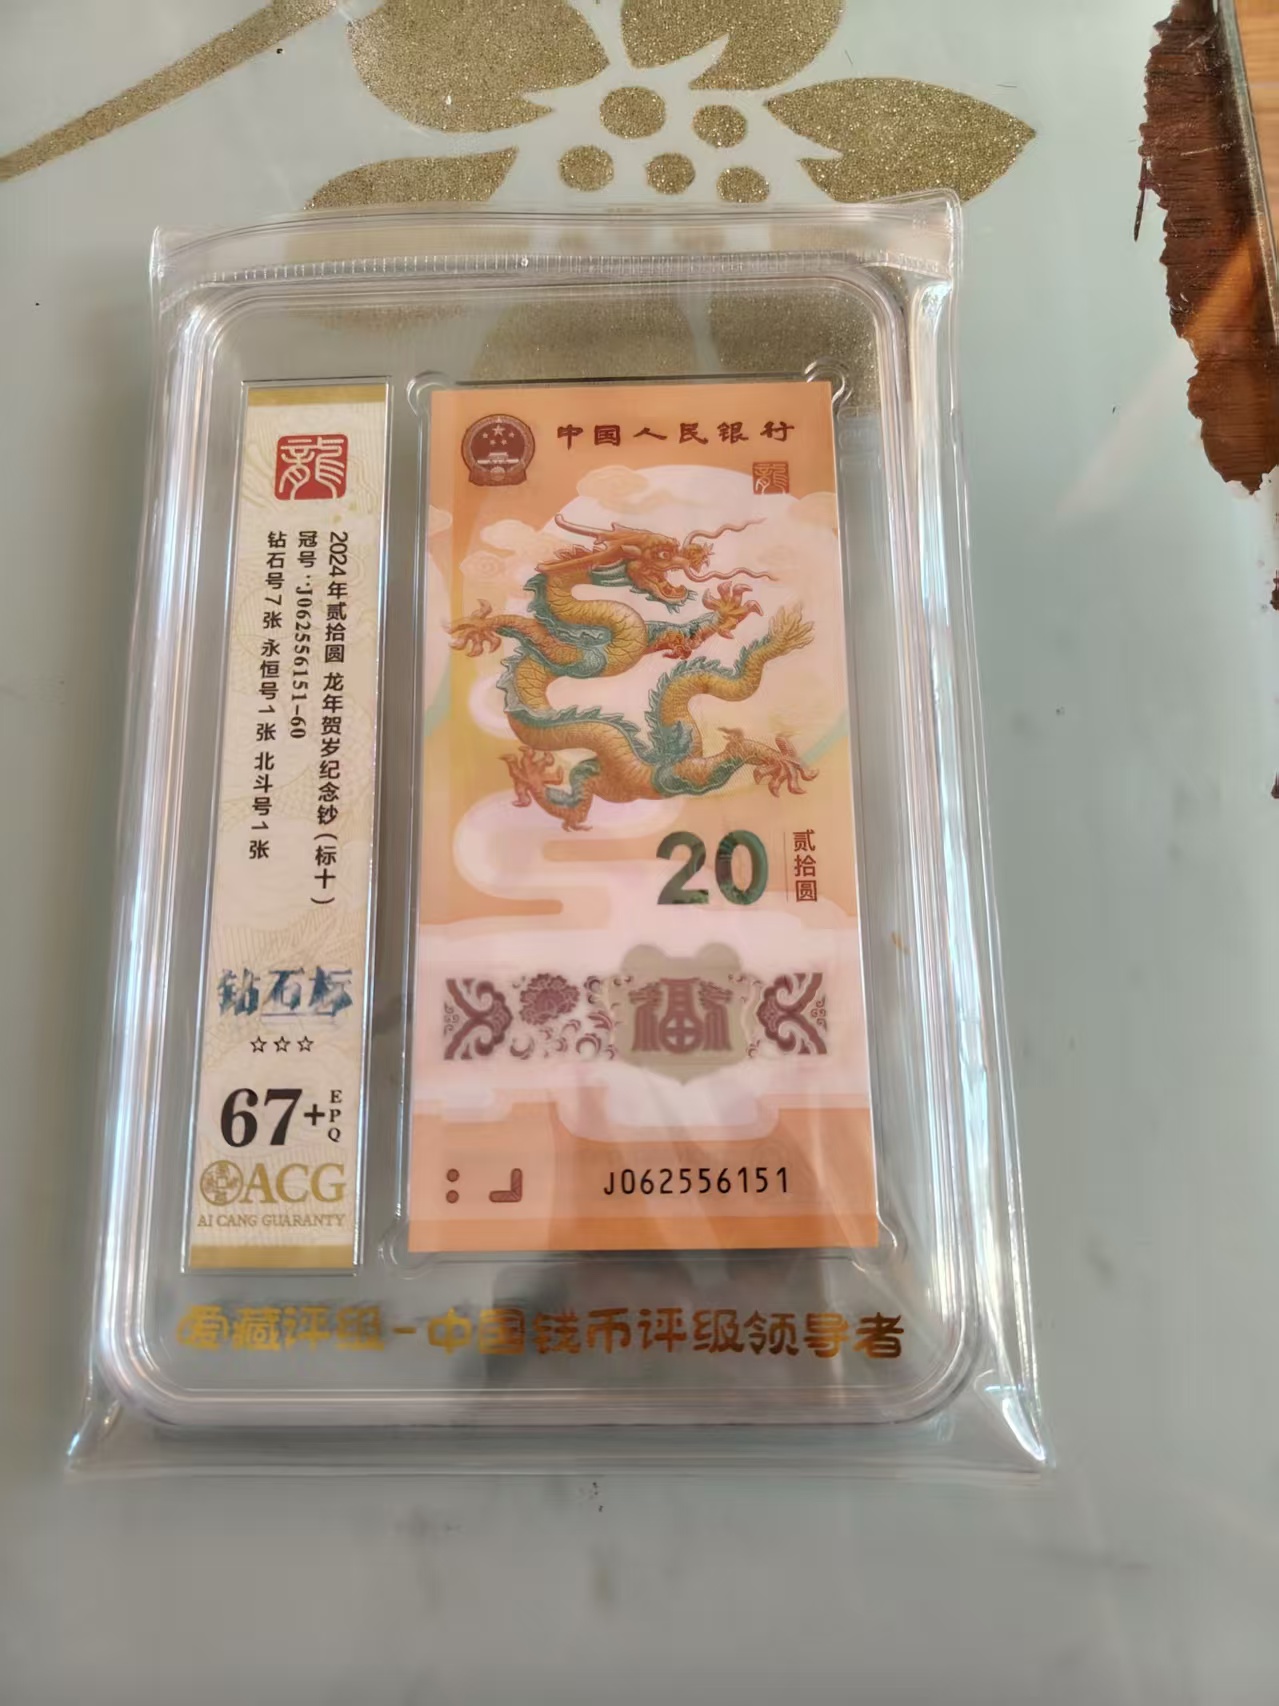 龍
2024年贰拾圆 龙年贺岁纪念钞（标十）
冠号：J062556151-60
钻石号7张 永恒号1张 北斗号1张
钻石标
☆☆☆
67+
EPQ
ACG
AI CANG GUARANTY
中国人民银行
龍
20
贰拾圆
福
J062556151
爱藏评级-中国钱币评级领导者